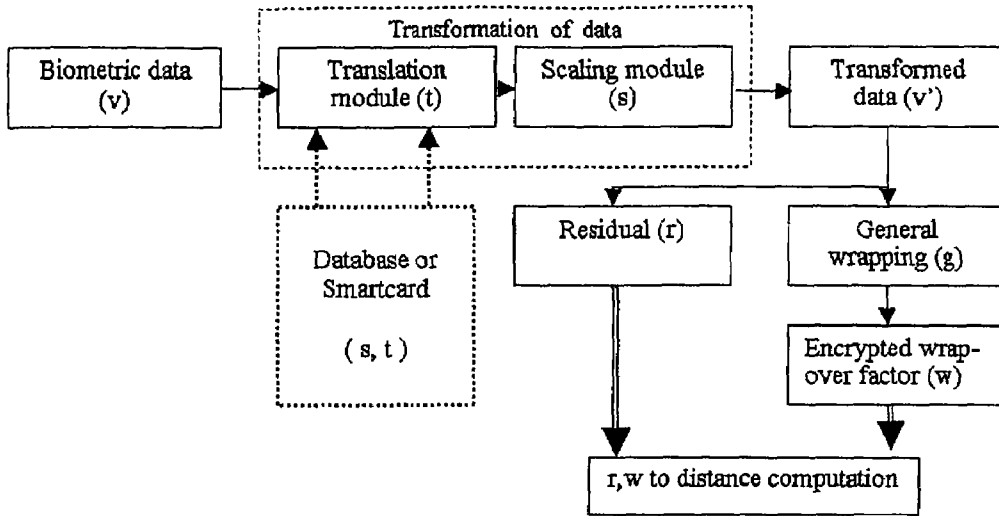 Transformation of data
Biometric data
(v)
Translation
module (t)
Scaling module
(s)
Transformed
data (v’)
Database or
Smartcard
( s, t )
Residual (r)
General
wrapping (g)
Encrypted wrap-
over factor (w)
r,w to distance computation